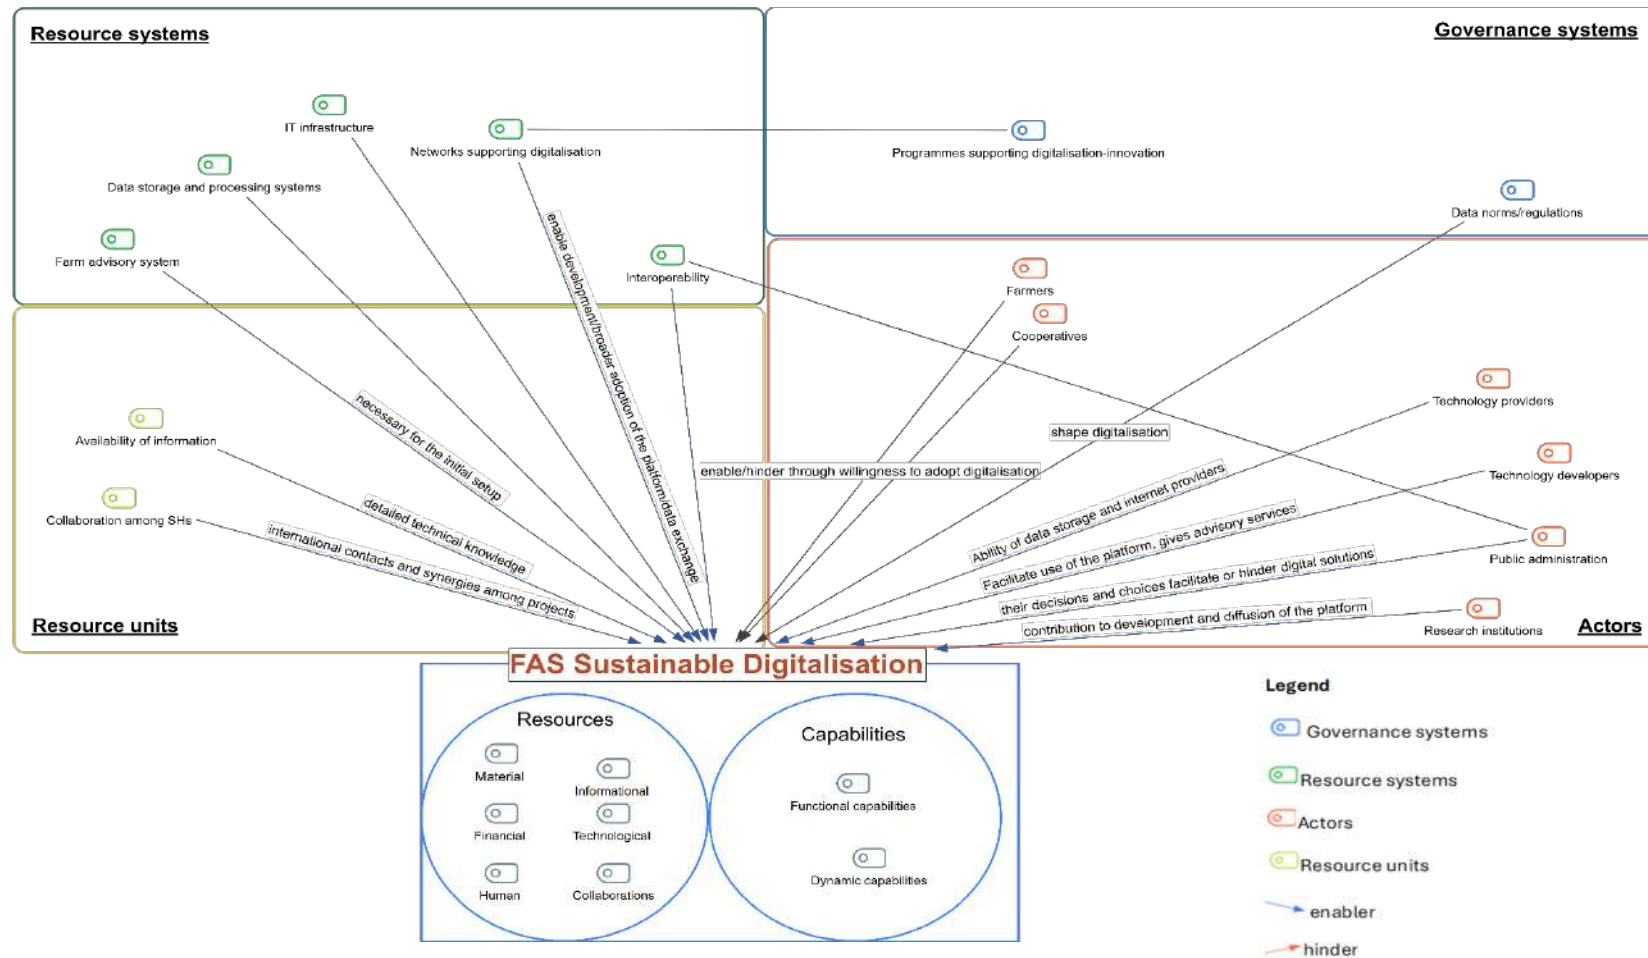 Resource systems
Governance systems
IT infrastructure
Networks supporting digitalisation
Programmes supporting digitalisation-innovation
Data storage and processing systems
Data norms/regulations
Farm advisory system
Interoperability
Farmers
Cooperatives
enable development/broader adoption of the platform/data exchange
Technology providers
necessary for the initial setup
Availability of information
shape digitalisation
enable/hinder through willingness to adopt digitalisation
Technology developers
Ability of data storage and internet providers
Collaboration among SHs
detailed technical knowledge
Facilitate use of the platform, gives advisory services
international contacts and synergies among projects
Public administration
their decisions and choices facilitate or hinder digital solutions
contribution to development and diffusion of the platform
Research institutions
Resource units
Actors
FAS Sustainable Digitalisation
Resources
Material
Informational
Financial
Technological
Human
Collaborations
Capabilities
Functional capabilities
Dynamic capabilities
Legend
Governance systems
Resource systems
Actors
Resource units
enabler
hinder